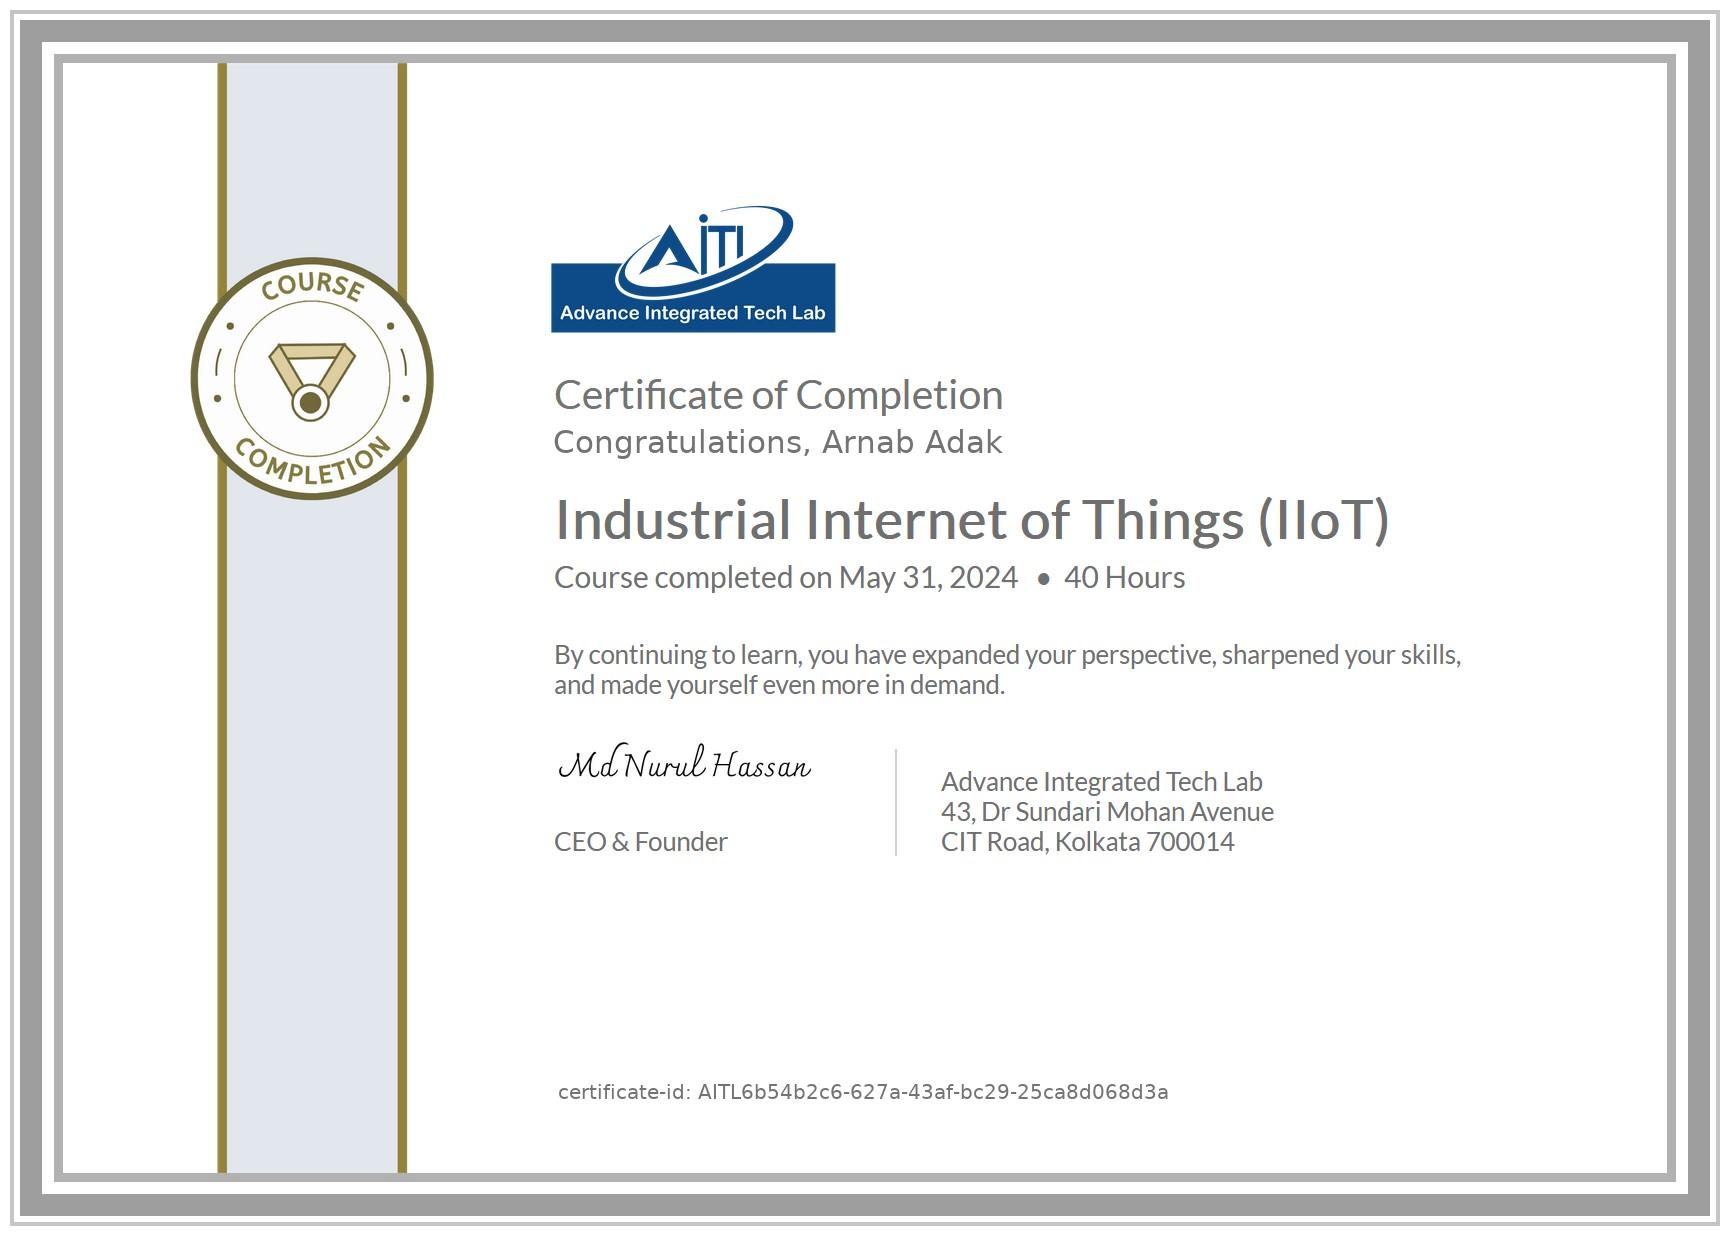 COURSE
COMPLETION
AiTL
Advance Integrated Tech Lab
Certificate of Completion
Congratulations, Arnab Adak
Industrial Internet of Things (IIoT)
Course completed on May 31, 2024 • 40 Hours
By continuing to learn, you have expanded your perspective, sharpened your skills,
and made yourself even more in demand.
Md Nurul Hassan
CEO & Founder
Advance Integrated Tech Lab
43, Dr Sundari Mohan Avenue
CIT Road, Kolkata 700014
certificate-id: AITL6b54b2c6-627a-43af-bc29-25ca8d068d3a